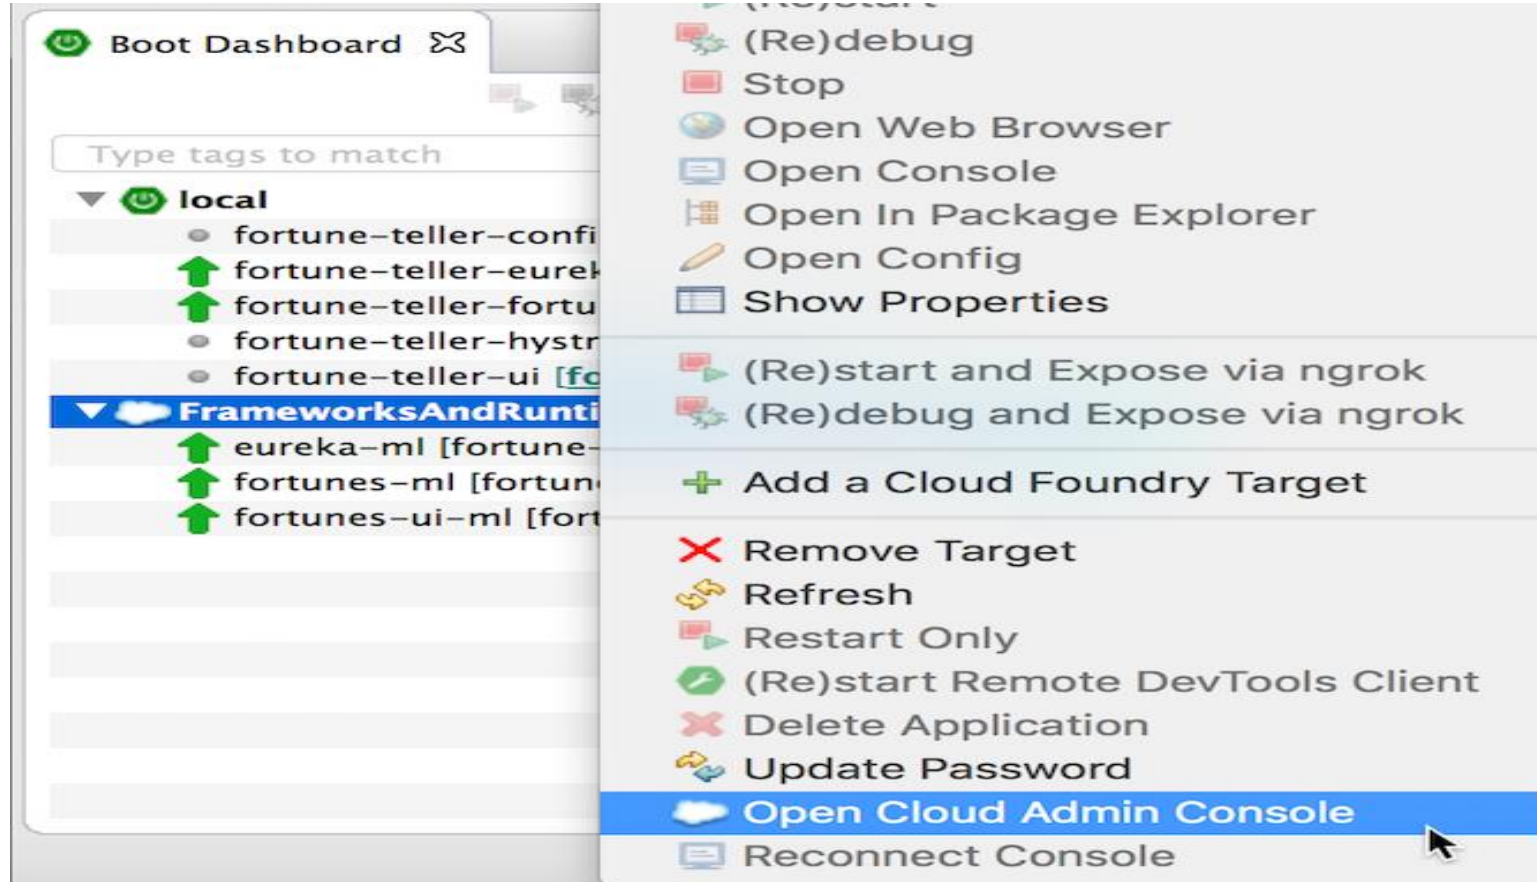 Boot Dashboard
Type tags to match
local
fortune-teller-confi
fortune-teller-eurek
fortune-teller-fortu
fortune-teller-hystr
fortune-teller-ui [fo
FrameworksAndRunti
eureka-ml [fortune-
fortunes-ml [fortun
fortunes-ui-ml [fort
(Re)start
(Re)debug
Stop
Open Web Browser
Open Console
Open In Package Explorer
Open Config
Show Properties
(Re)start and Expose via ngrok
(Re)debug and Expose via ngrok
Add a Cloud Foundry Target
Remove Target
Refresh
Restart Only
(Re)start Remote DevTools Client
Delete Application
Update Password
Open Cloud Admin Console
Reconnect Console